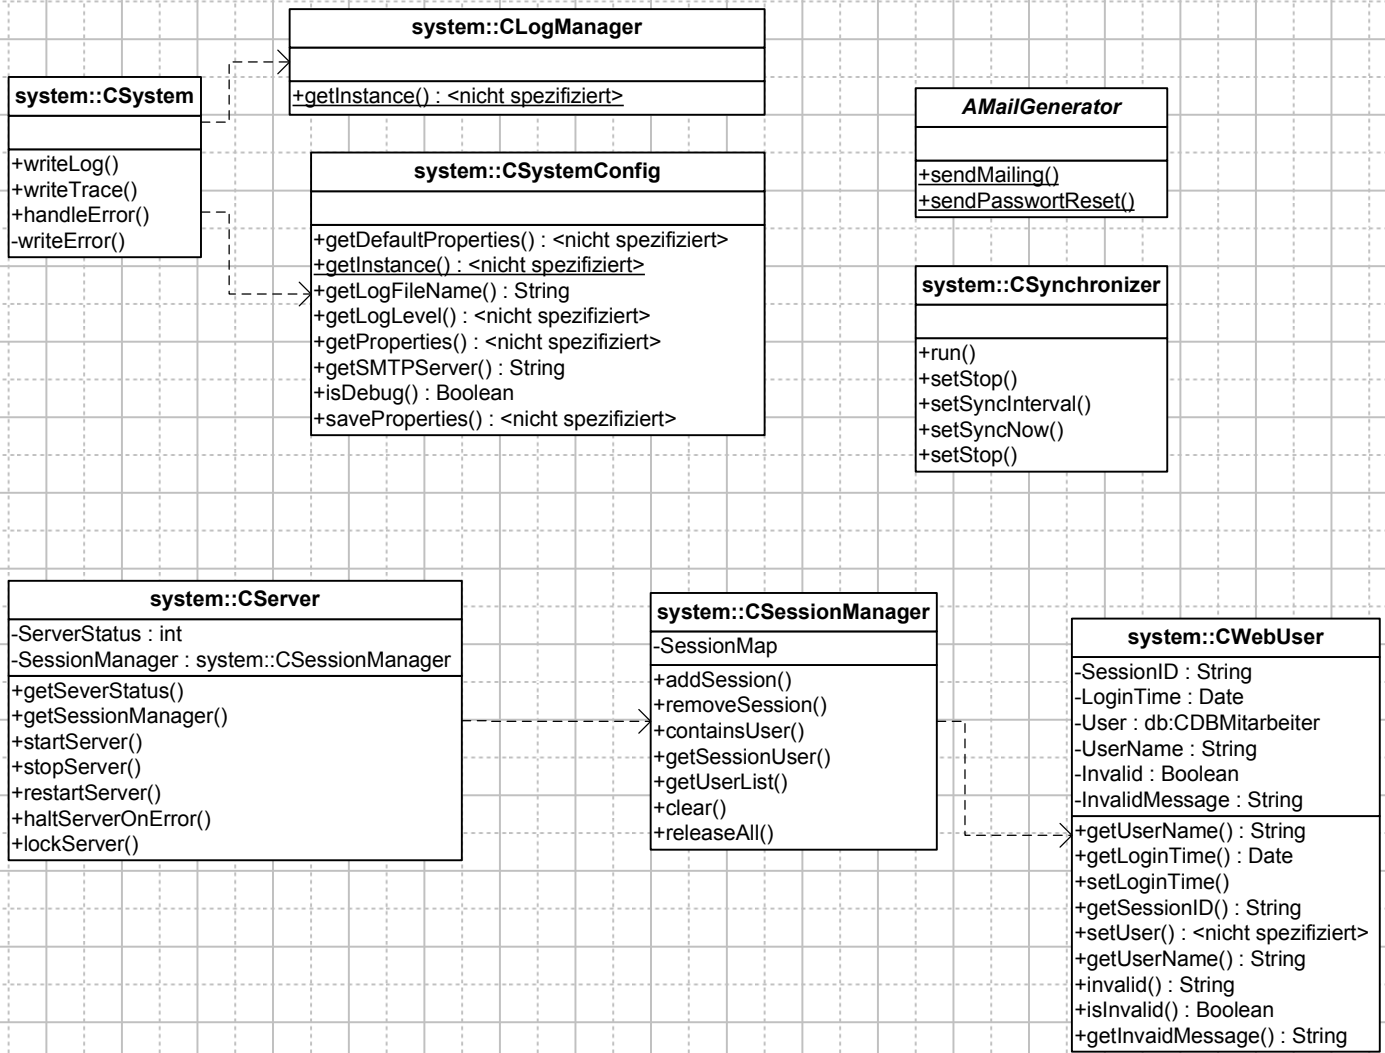 system::CLogManager
+getInstance() : <nicht spezifiziert>
system::CSystem
+writeLog()
+writeTrace()
+handleError()
-writeError()
system::CSystemConfig
+getDefaultProperties() : <nicht spezifiziert>
+getInstance() : <nicht spezifiziert>
+getLogFileName() : String
+getLogLevel() : <nicht spezifiziert>
+getProperties() : <nicht spezifiziert>
+getSMTPServer() : String
+isDebug() : Boolean
+saveProperties() : <nicht spezifiziert>
AMailGenerator
+sendMailing()
+sendPasswortReset()
system::CSynchronizer
+run()
+setStop()
+setSyncInterval()
+setSyncNow()
+setStop()
system::CServer
-ServerStatus : int
-SessionManager : system::CSessionManager
+getSeverStatus()
+getSessionManager()
+startServer()
+stopServer()
+restartServer()
+haltServerOnError()
+lockServer()
system::CSessionManager
-SessionMap
+addSession()
+removeSession()
+containsUser()
+getSessionUser()
+getUserList()
+clear()
+releaseAll()
system::CWebUser
-SessionID : String
-LoginTime : Date
-User : db:CDBMitarbeiter
-UserName : String
-Invalid : Boolean
-InvalidMessage : String
+getUserName() : String
+getLoginTime() : Date
+setLoginTime()
+getSessionID() : String
+setUser() : <nicht spezifiziert>
+getUserName() : String
+invalid() : String
+isInvalid() : Boolean
+getInvaidMessage() : String